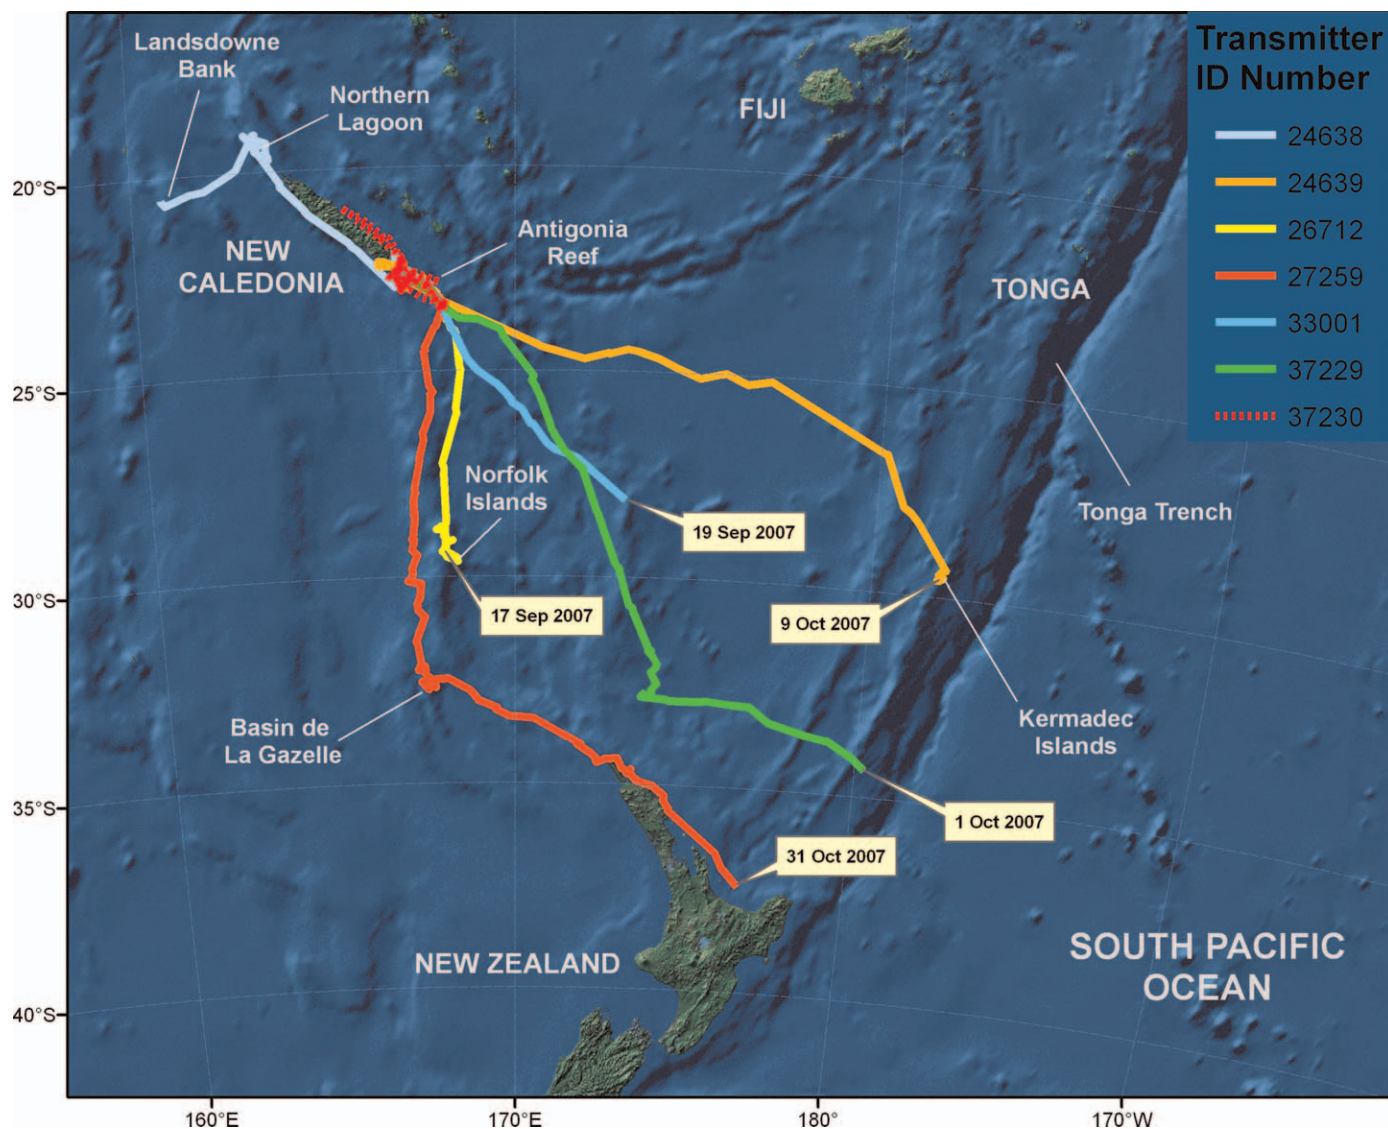 Landsdowne
Bank
Northern
Lagoon
FIJI
Transmitter
ID Number
24638
24639
26712
27259
33001
37229
37230
20°S
25°S
30°S
35°S
40°S
NEW
CALEDONIA
Antigonia
Reef
TONGA
Norfolk
Islands
Tonga Trench
19 Sep 2007
17 Sep 2007
9 Oct 2007
Basin de
La Gazelle
Kermadec
Islands
1 Oct 2007
31 Oct 2007
NEW ZEALAND
SOUTH PACIFIC
OCEAN
160°E
170°E
180°
170°W